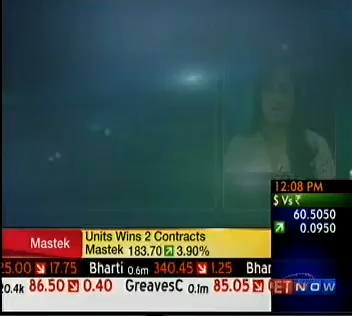 12:08 PM
$ Vs ₹
60.5050
0.0950
Mastek
Units Wins 2 Contracts
Mastek 183.70 3.90%
25.00 17.75 Bharti 0.6m 340.45 1.25 Bhar
20.4k 86.50 0.40 GreavesC 0.1m 85.05
ET NOW